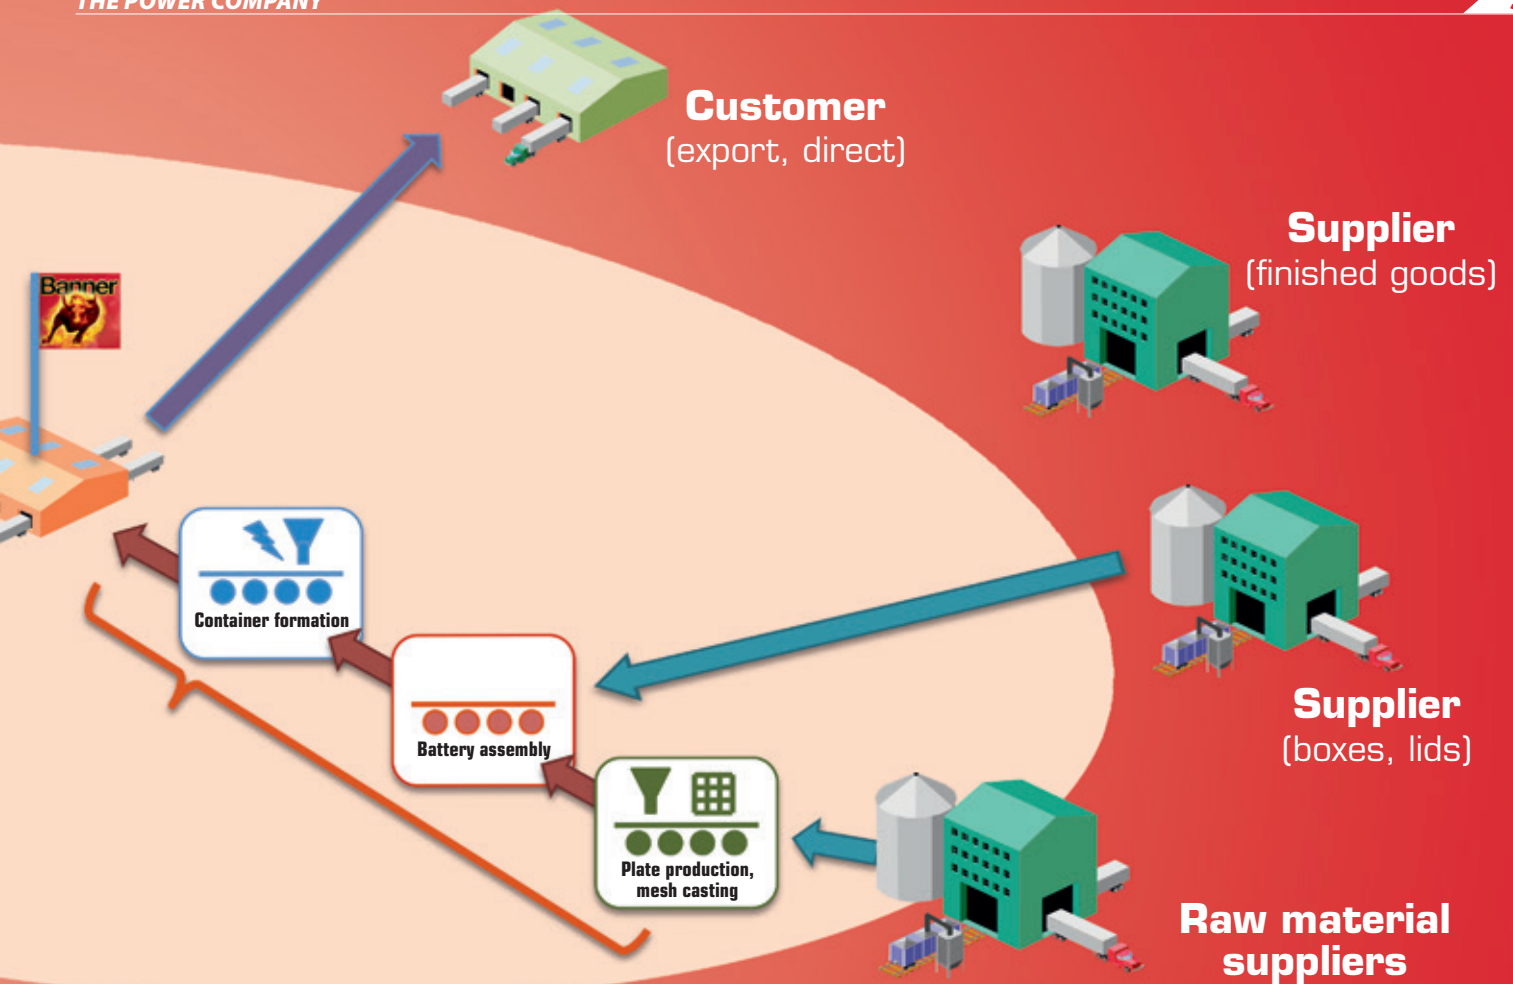 THE POWER COMPANY
Customer
(export, direct)
Supplier
(finished goods)
Banner
Container formation
Battery assembly
Supplier
(boxes, lids)
Plate production,
mesh casting
Raw material
suppliers